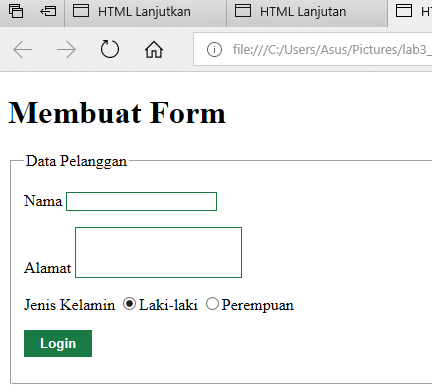 HTML Lanjutkan
HTML Lanjutan
file:///C:/Users/Asus/Pictures/lab3_
Membuat Form
Data Pelanggan
Nama
Alamat
Jenis Kelamin Laki-laki Perempuan
Login